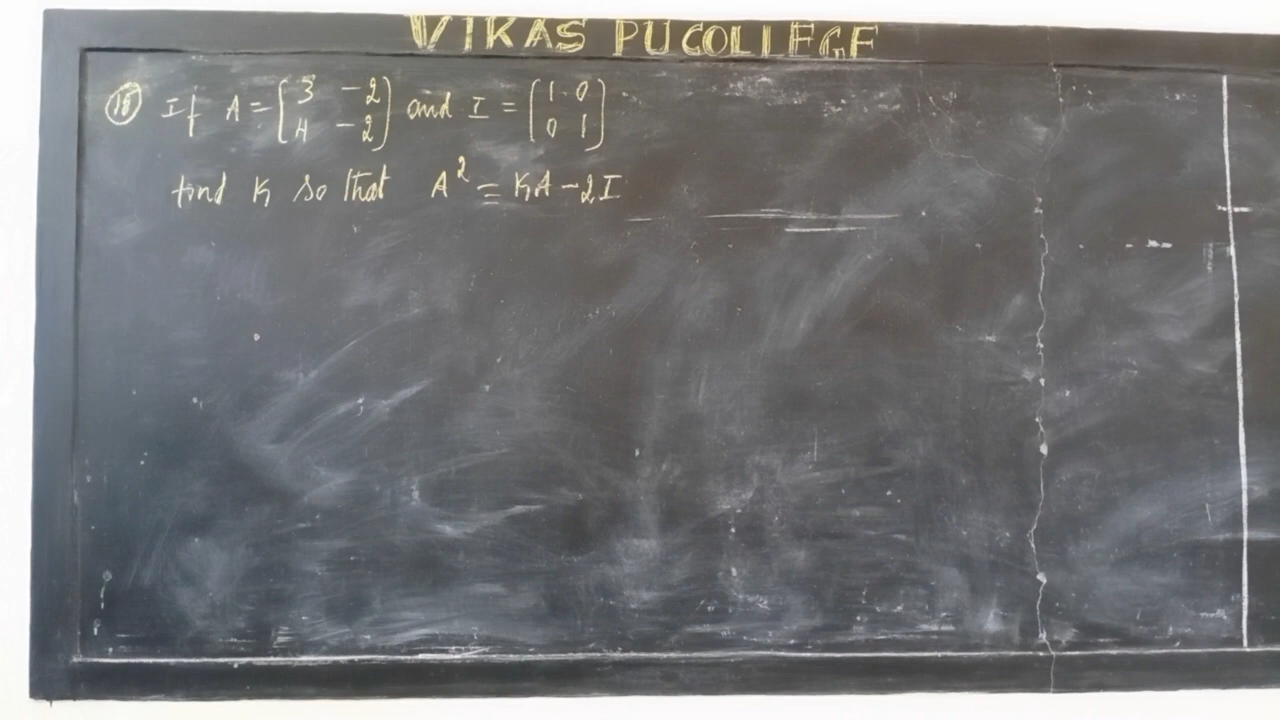 VIKAS PU COLLEGE
(15) If A = [3 -2
4 -2] and I = [1 0
0 1]
find K so that A² = KA - 2I